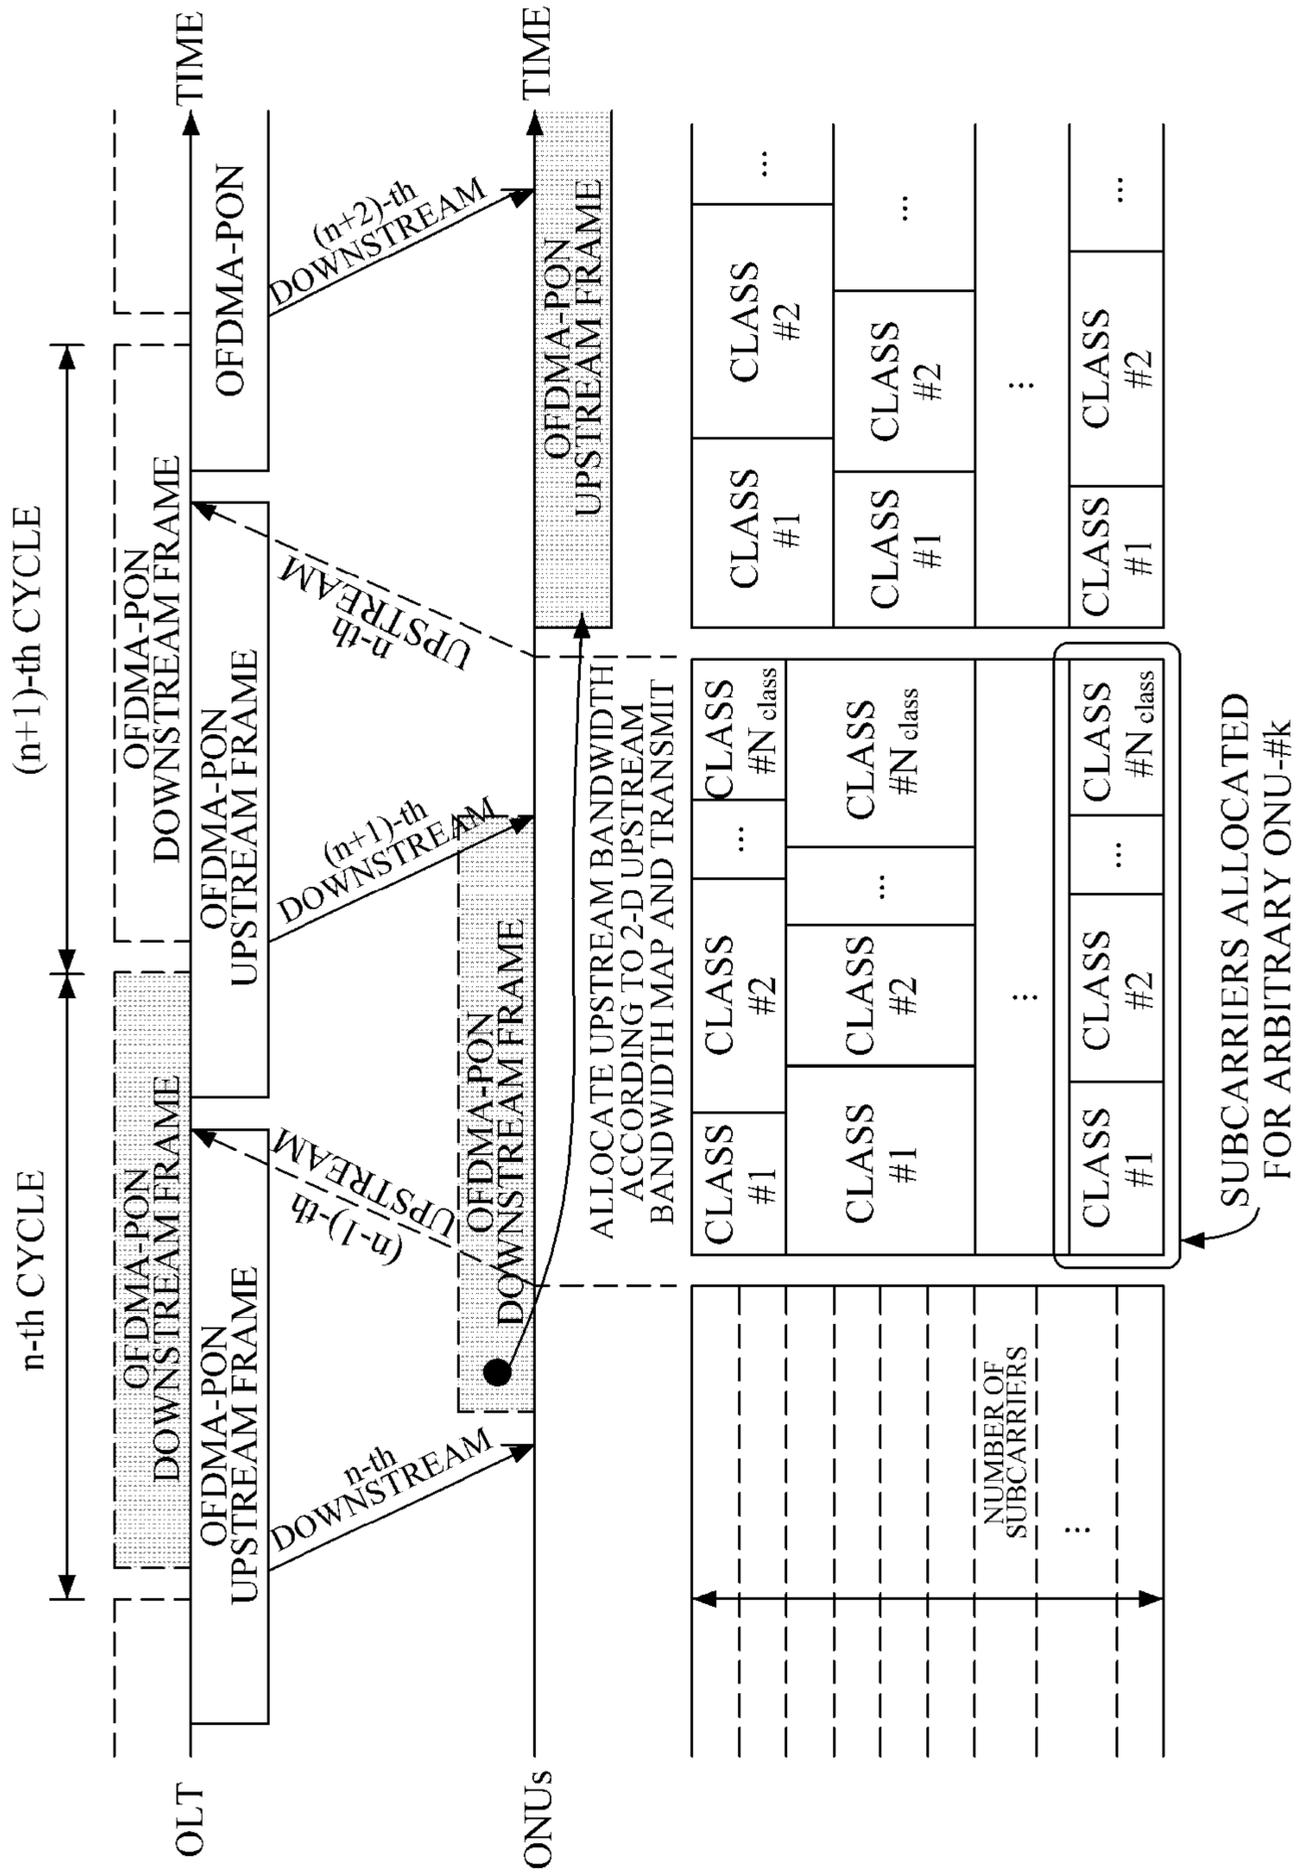 n-th CYCLE
(n+1)-th CYCLE
OFDMA-PON
DOWNSTREAM FRAME
OFDMA-PON
DOWNSTREAM FRAME
OLT
TIME
OFDMA-PON
UPSTREAM FRAME
OFDMA-PON
UPSTREAM FRAME
OFDMA-PON
n-th
DOWNSTREAM
(n-1)-th
UPSTREAM
(n+1)-th
DOWNSTREAM
n-th
UPSTREAM
(n+2)-th
DOWNSTREAM
OFDMA-PON
DOWNSTREAM FRAME
ONUs
TIME
OFDMA-PON
UPSTREAM FRAME
ALLOCATE UPSTREAM BANDWIDTH
ACCORDING TO 2-D UPSTREAM
BANDWIDTH MAP AND TRANSMIT
NUMBER OF
SUBCARRIERS
...
CLASS
#1
CLASS
#2
...
CLASS
#N class
CLASS
#1
CLASS
#2
...
CLASS
#N class
...
CLASS
#1
CLASS
#2
...
CLASS
#N class
CLASS
#1
CLASS
#2
...
CLASS
#1
CLASS
#2
...
...
CLASS
#1
CLASS
#2
...
SUBCARRIERS ALLOCATED
FOR ARBITRARY ONU-#k